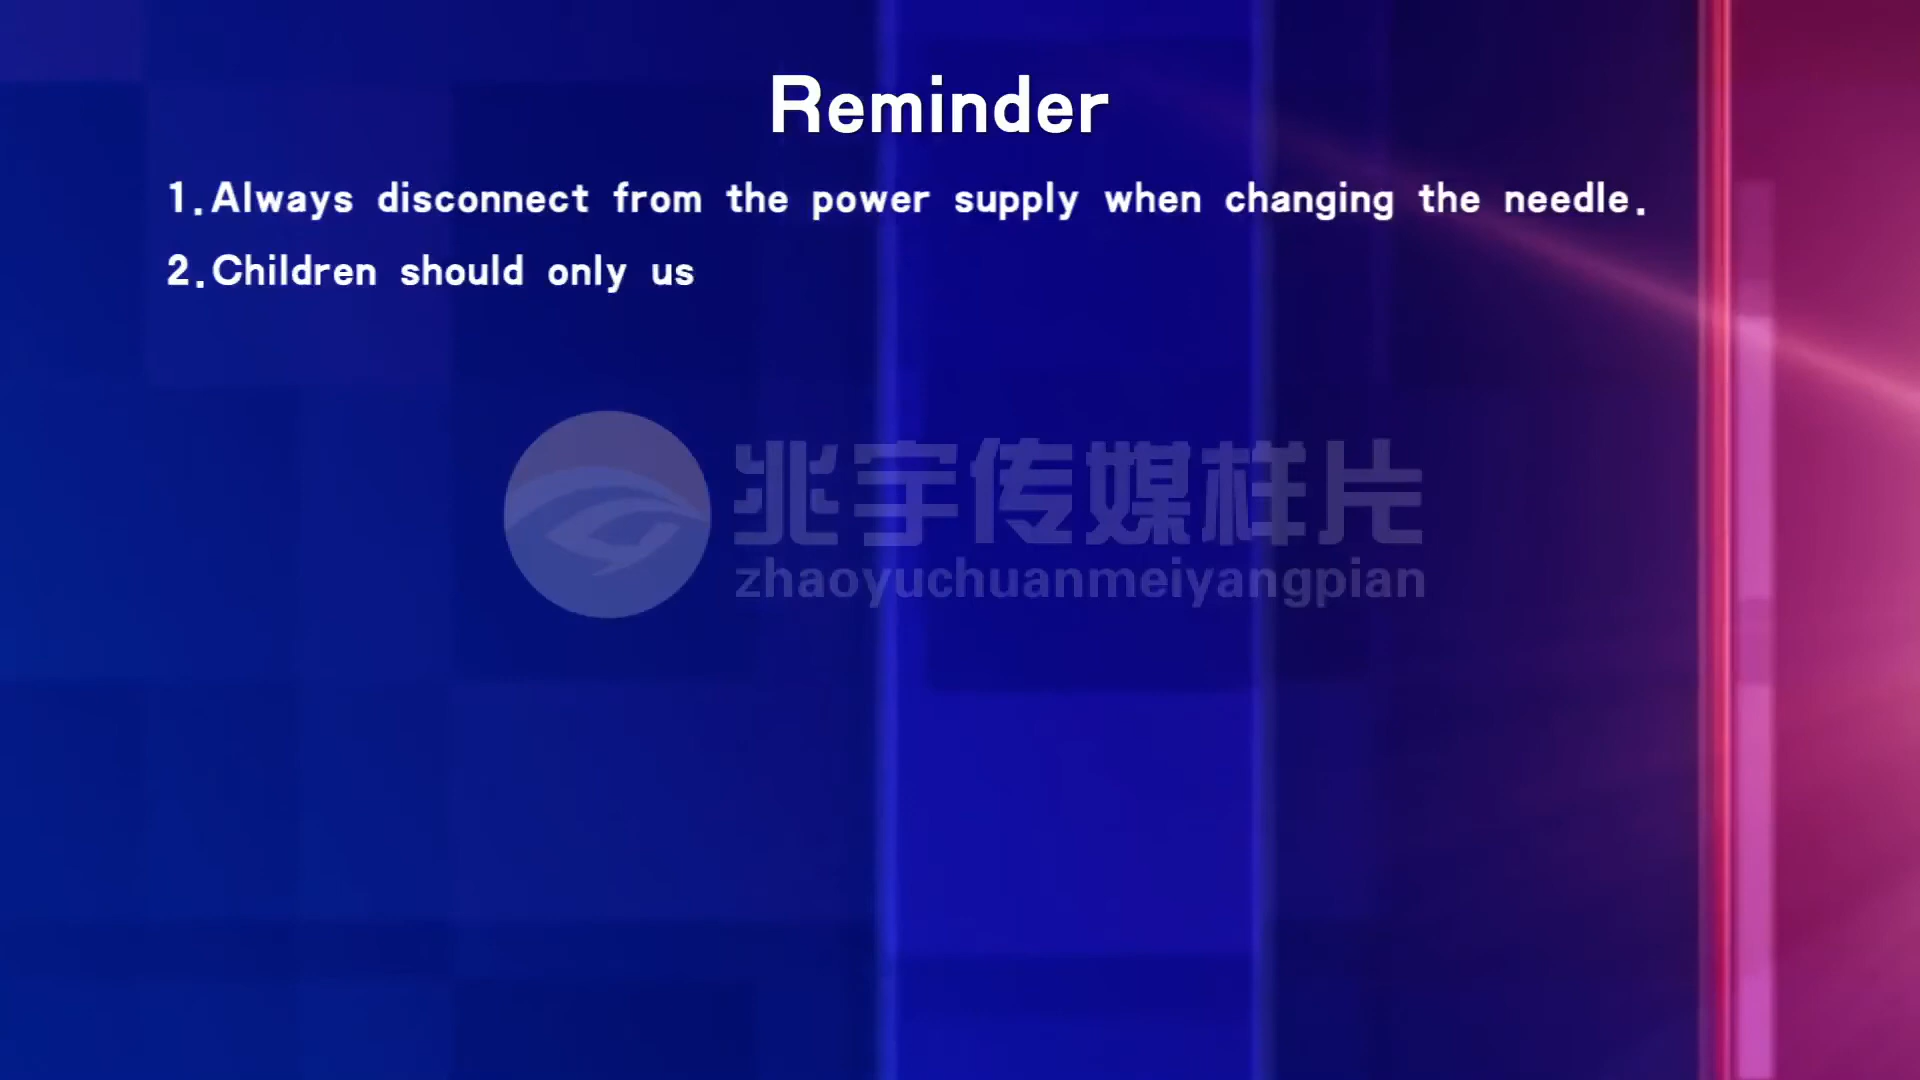 Reminder
1.Always disconnect from the power supply when changing the needle.
2.Children should only us
兆宇传媒样片
zhaoyuchuanmeiyangpian